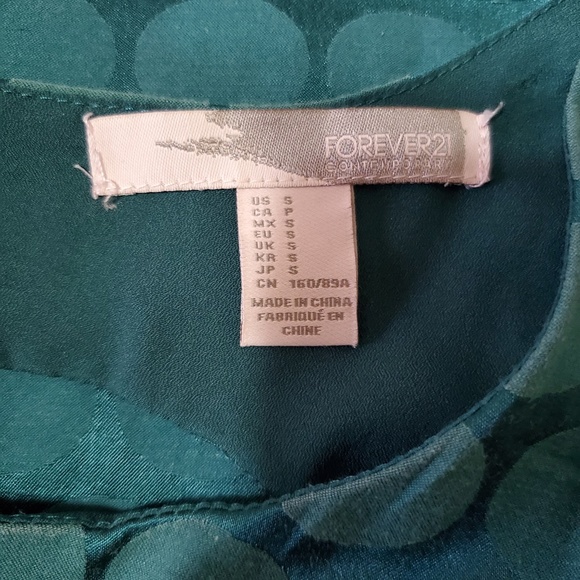 FOREVER21
CONTEMPORARY
US S
CA P
MX S
EU S
UK S
KR S
JP S
CN 160/89A
MADE IN CHINA
FABRIQUÉ EN
CHINE